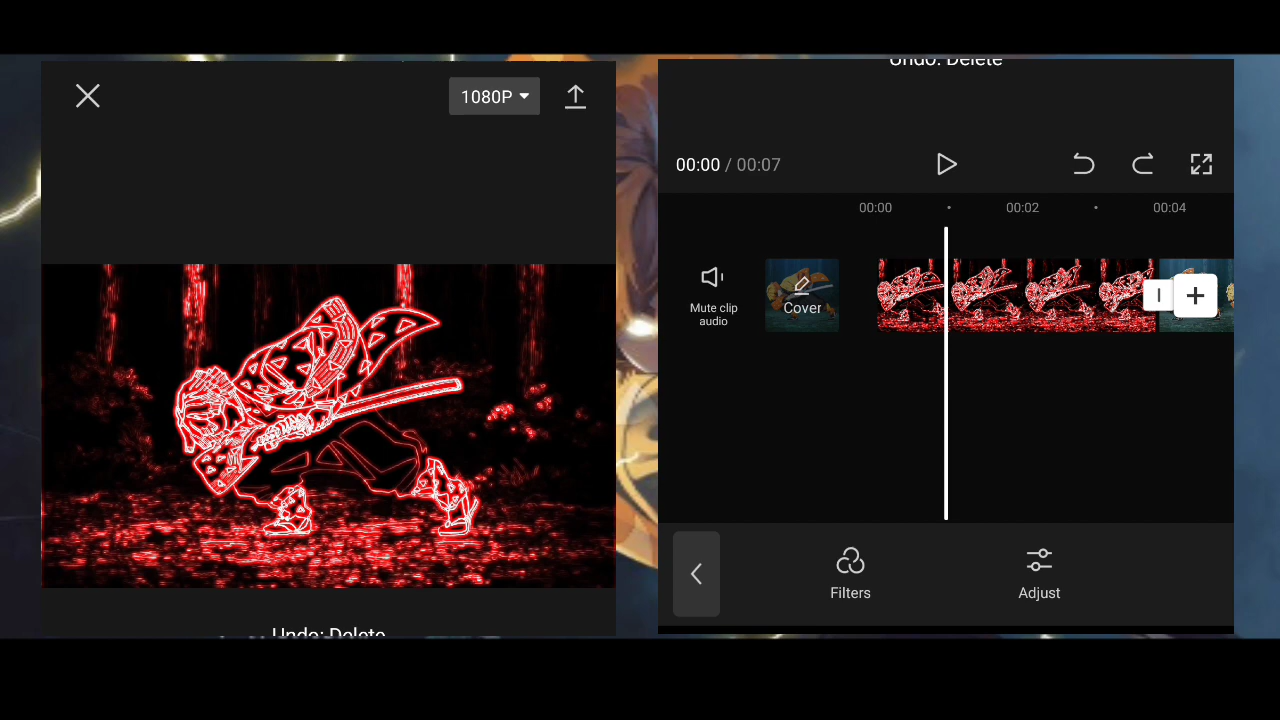 1080P
Undo: Delete
Undo: Delete
00:00 / 00:07
00:00
00:02
00:04
Mute clip
audio
Cover
Filters
Adjust